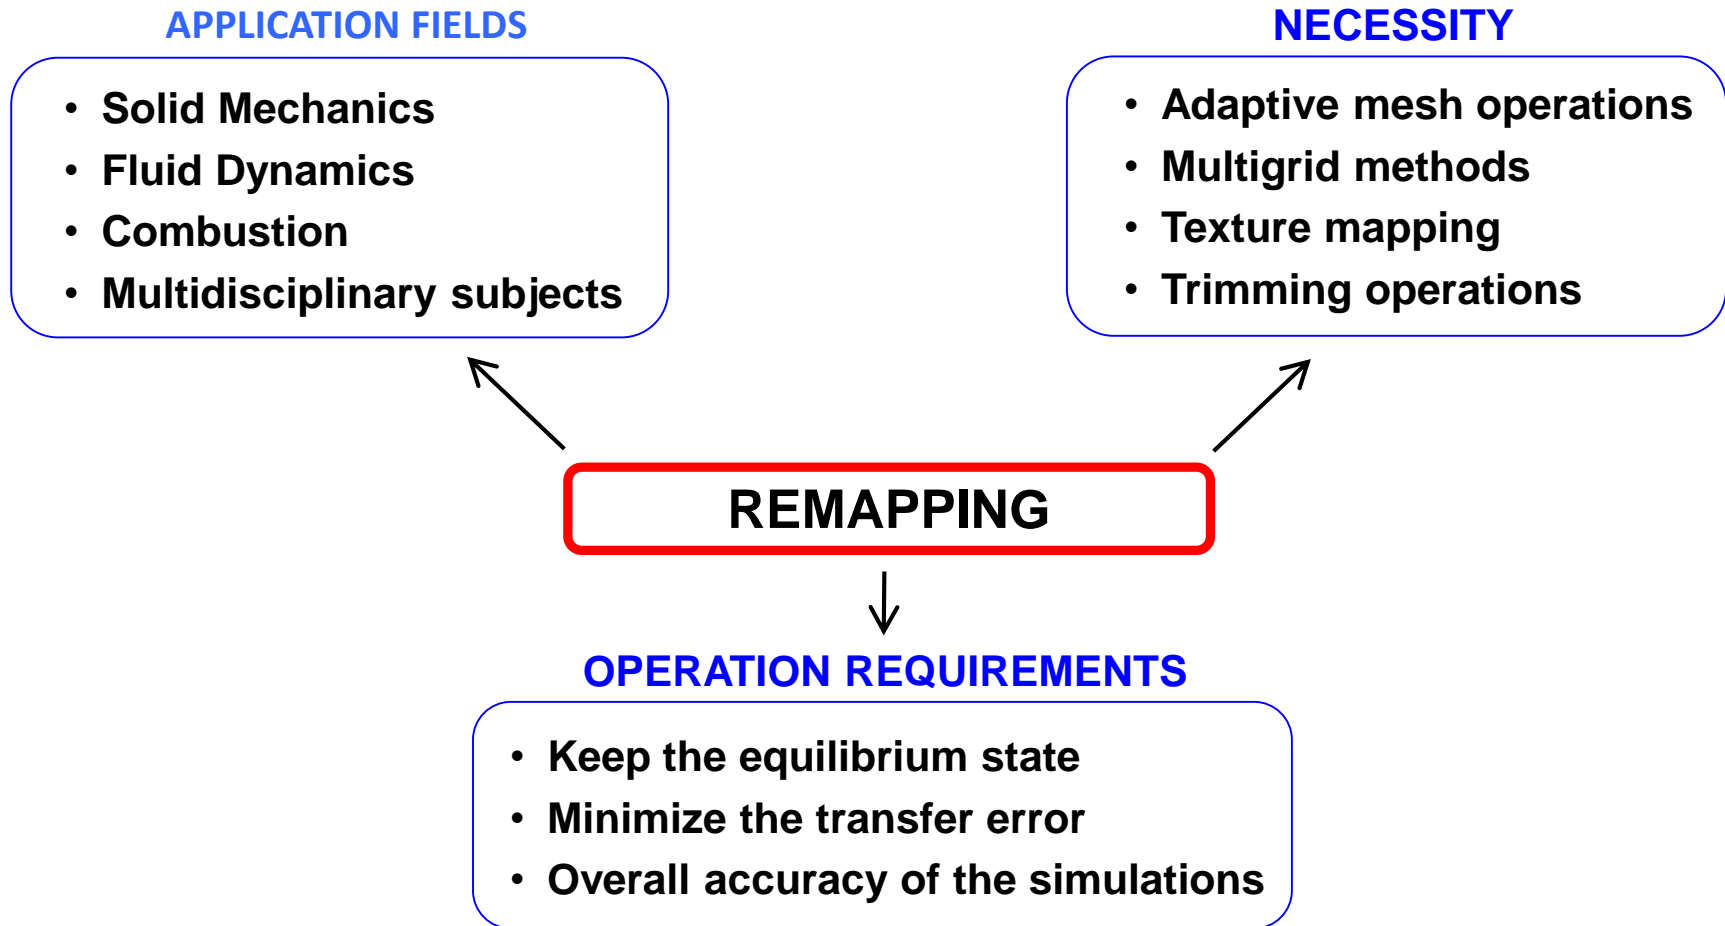 APPLICATION FIELDS
• Solid Mechanics
• Fluid Dynamics
• Combustion
• Multidisciplinary subjects
NECESSITY
• Adaptive mesh operations
• Multigrid methods
• Texture mapping
• Trimming operations
REMAPPING
OPERATION REQUIREMENTS
• Keep the equilibrium state
• Minimize the transfer error
• Overall accuracy of the simulations